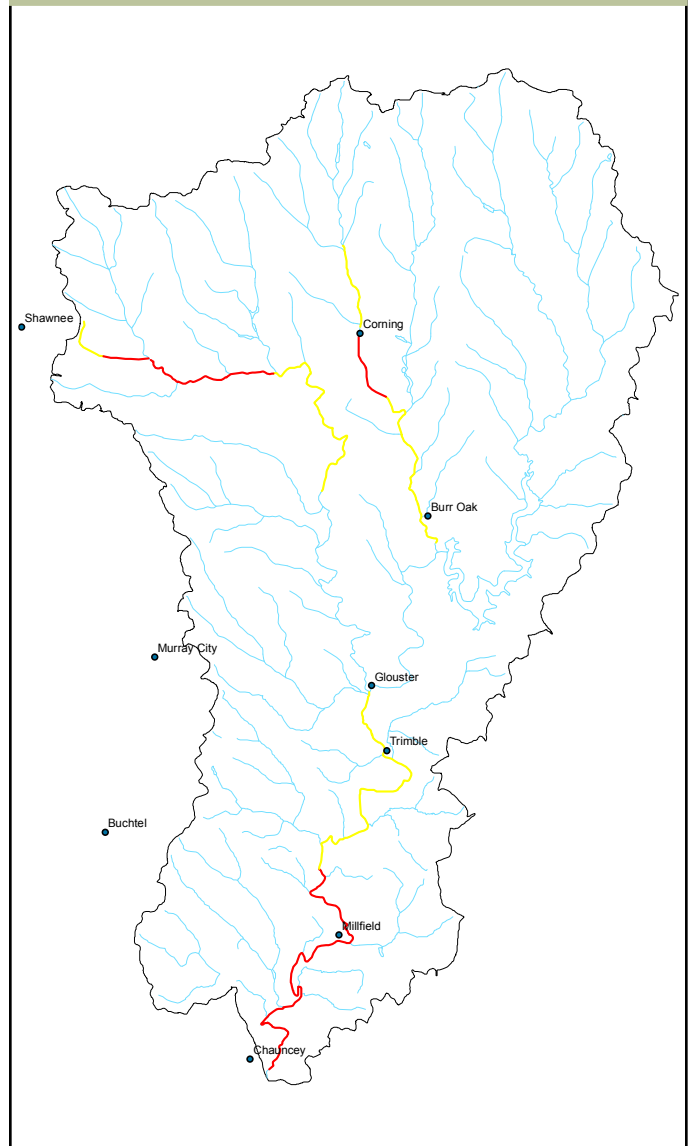 Shawnee
Corning
Burr Oak
Murray City
Glouster
Trimble
Buchtel
Millfield
Chauncey